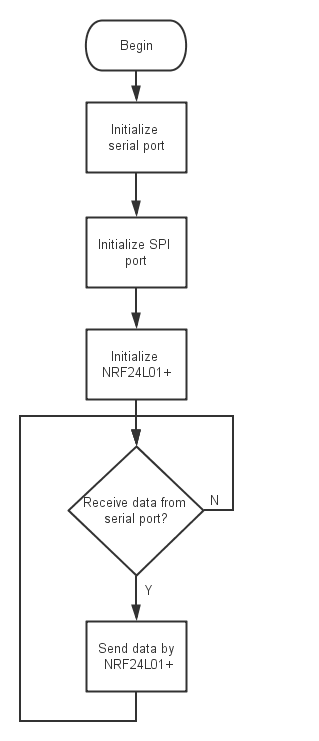 Begin
Initialize
serial port
Initialize SPI
port
Initialize
NRF24L01+
Receive data from
serial port?
N
Y
Send data by
NRF24L01+